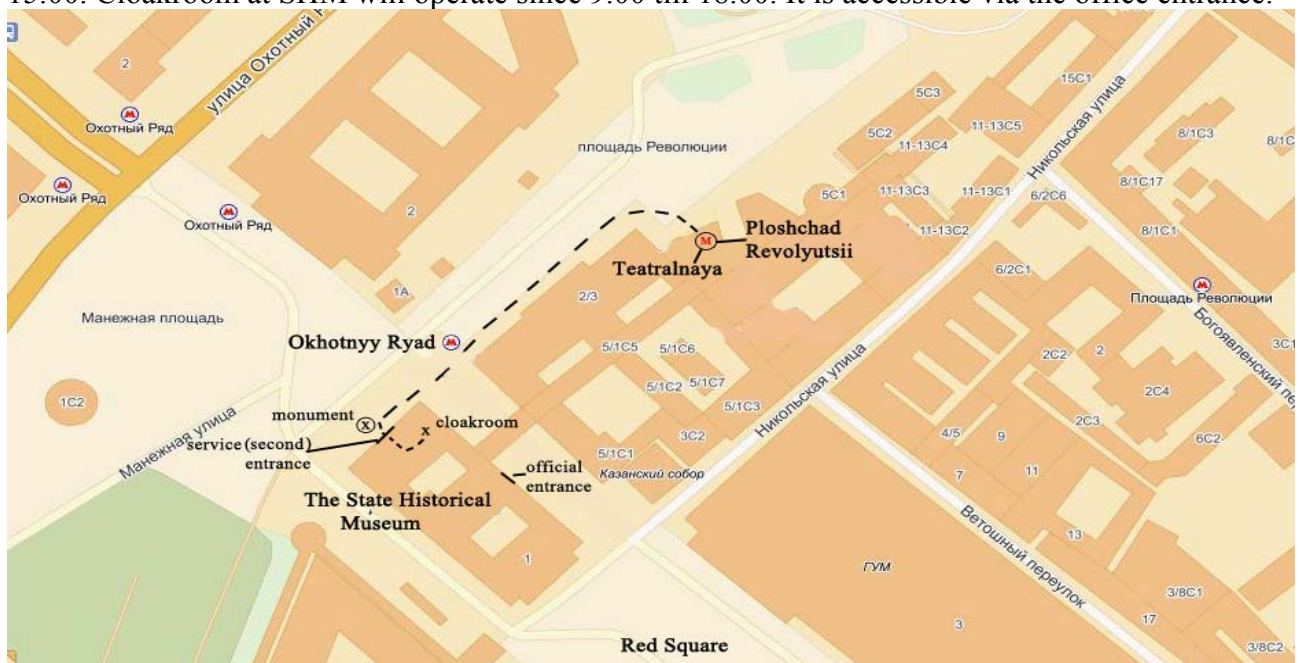 15.00. Cloakroom at SHM will operate since 9.00 till 18.00. It is accessible via the office entrance.
2
улица Охотный Р
Охотный Ряд
Охотный Ряд
Охотный Ряд
2
площадь Революции
Ploshchad
Revolyutsii
Teatralnaya
M
5C3
5C2
11-13C4
11-13C5
15C1
5C1
11-13C3
11-13C1
11-13C2
6/2C6
8/1C3
8/1C
8/1C17
8/1C1
Никольская улица
6/2C1
Площадь Революции
Богоявленский пер
3C1
1A
2/3
Манежная площадь
Okhotnyy Ryad
5/1C5
5/1C6
5/1C2
5/1C7
5/1C3
2C2
2
2C4
2C3
6C2
1C2
monument
X
x cloakroom
service (second)
entrance
Манежная улица
3C2
5/1C1
Казанский собор
Никольская улица
4/5
9
7
11
official
entrance
The State Historical
Museum
13
Ветошный переулок
1
ГУМ
3
3/8C1
17
3/8C2
Red Square